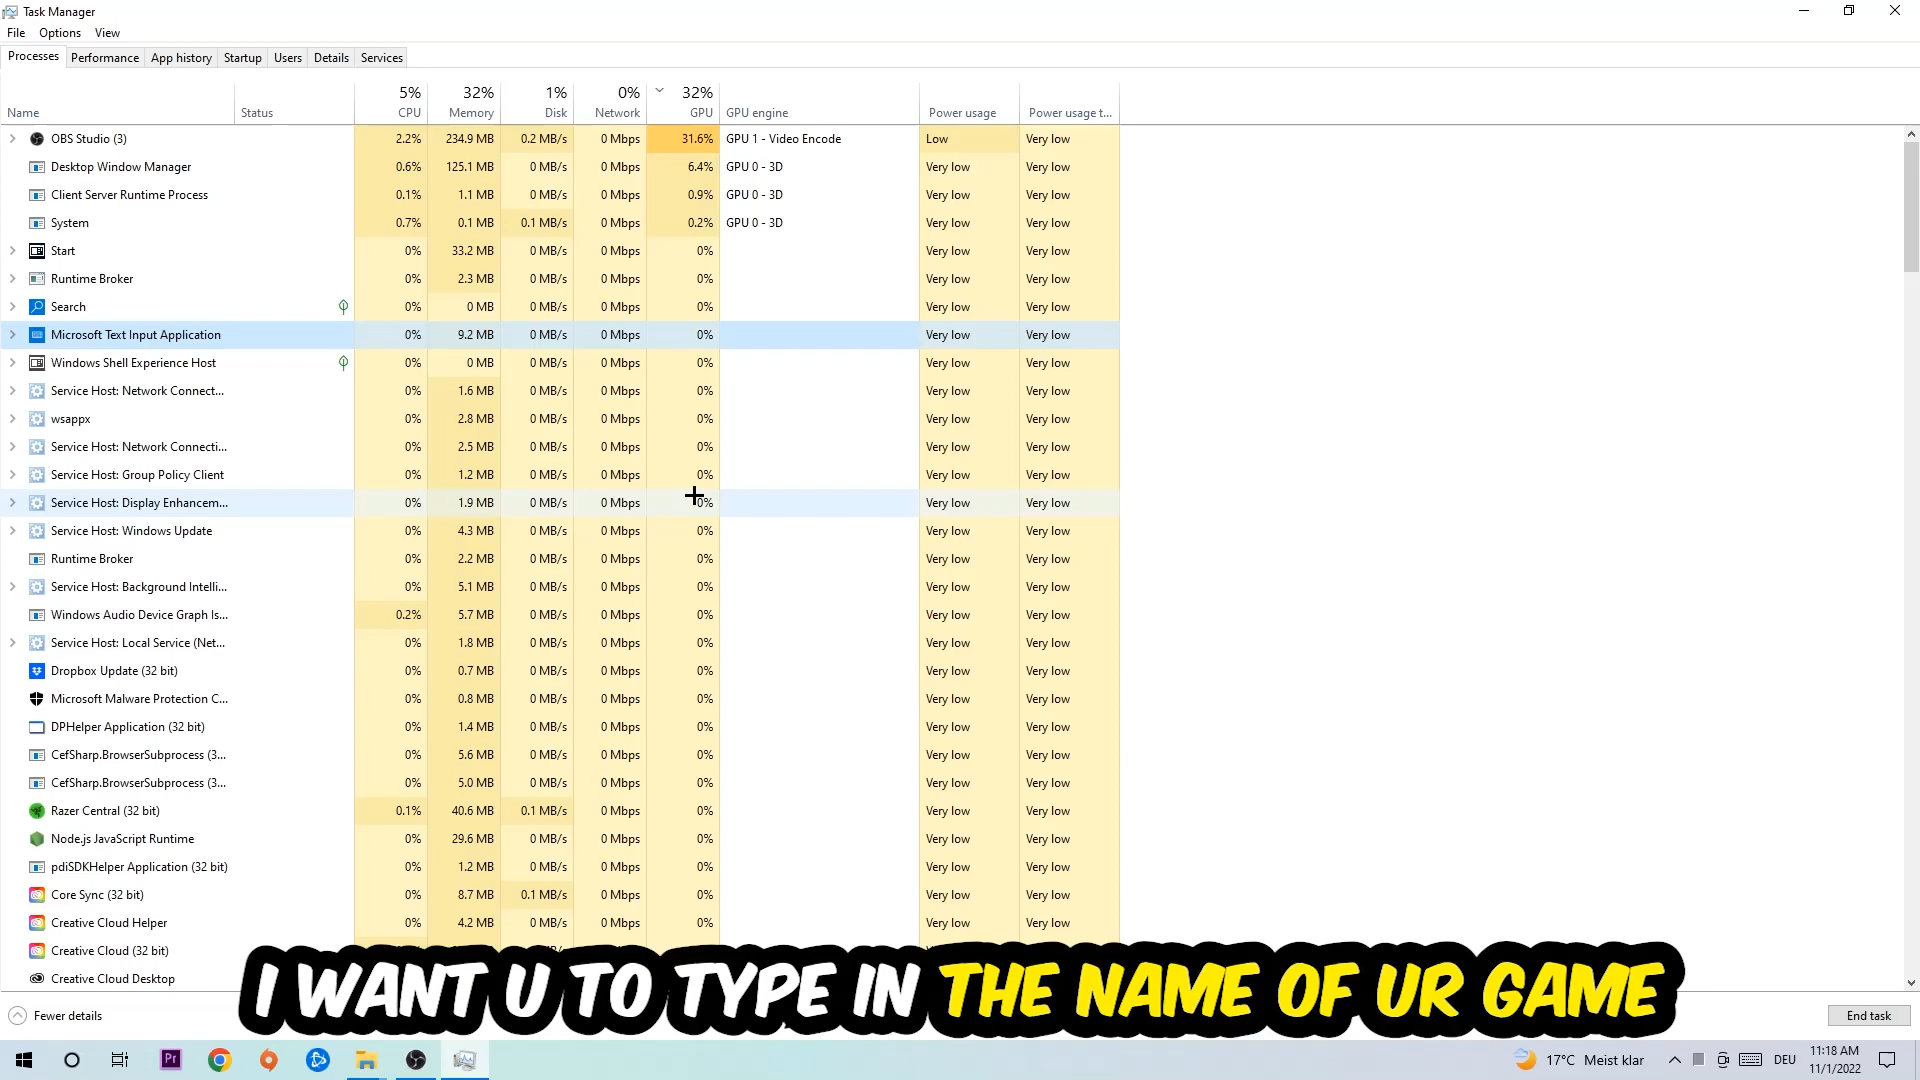 Task Manager
File Options View
Processes Performance App history Startup Users Details Services
5% 32% 1% 0% 32%
Name Status CPU Memory Disk Network GPU GPU engine Power usage Power usage t...
OBS Studio (3) 2.2% 234.9 MB 0.2 MB/s 0 Mbps 31.6% GPU 1 - Video Encode Low Very low
Desktop Window Manager 0.6% 125.1 MB 0 MB/s 0 Mbps 6.4% GPU 0 - 3D Very low Very low
Client Server Runtime Process 0.1% 1.1 MB 0 MB/s 0 Mbps 0.9% GPU 0 - 3D Very low Very low
System 0.7% 0.1 MB 0.1 MB/s 0 Mbps 0.2% GPU 0 - 3D Very low Very low
Start 0% 33.2 MB 0 MB/s 0 Mbps 0% Very low Very low
Runtime Broker 0% 2.3 MB 0 MB/s 0 Mbps 0% Very low Very low
Search 0% 0 MB 0 MB/s 0 Mbps 0% Very low Very low
Microsoft Text Input Application 0% 9.2 MB 0 MB/s 0 Mbps 0% Very low Very low
Windows Shell Experience Host 0% 0 MB 0 MB/s 0 Mbps 0% Very low Very low
Service Host: Network Connect... 0% 1.6 MB 0 MB/s 0 Mbps 0% Very low Very low
wsappx 0% 2.8 MB 0 MB/s 0 Mbps 0% Very low Very low
Service Host: Network Connecti... 0% 2.5 MB 0 MB/s 0 Mbps 0% Very low Very low
Service Host: Group Policy Client 0% 1.2 MB 0 MB/s 0 Mbps 0% Very low Very low
Service Host: Display Enhancem... 0% 1.9 MB 0 MB/s 0 Mbps 0% Very low Very low
Service Host: Windows Update 0% 4.3 MB 0 MB/s 0 Mbps 0% Very low Very low
Runtime Broker 0% 2.2 MB 0 MB/s 0 Mbps 0% Very low Very low
Service Host: Background Intelli... 0% 5.1 MB 0 MB/s 0 Mbps 0% Very low Very low
Windows Audio Device Graph Is... 0.2% 5.7 MB 0 MB/s 0 Mbps 0% Very low Very low
Service Host: Local Service (Net... 0% 1.8 MB 0 MB/s 0 Mbps 0% Very low Very low
Dropbox Update (32 bit) 0% 0.7 MB 0 MB/s 0 Mbps 0% Very low Very low
Microsoft Malware Protection C... 0% 0.8 MB 0 MB/s 0 Mbps 0% Very low Very low
DPHelper Application (32 bit) 0% 1.4 MB 0 MB/s 0 Mbps 0% Very low Very low
CefSharp.BrowserSubprocess (3... 0% 5.6 MB 0 MB/s 0 Mbps 0% Very low Very low
CefSharp.BrowserSubprocess (3... 0% 5.0 MB 0 MB/s 0 Mbps 0% Very low Very low
Razer Central (32 bit) 0.1% 40.6 MB 0.1 MB/s 0 Mbps 0% Very low Very low
Node.js JavaScript Runtime 0% 29.6 MB 0 MB/s 0 Mbps 0% Very low Very low
pdiSDKHelper Application (32 bit) 0% 1.2 MB 0 MB/s 0 Mbps 0% Very low Very low
Core Sync (32 bit) 0% 8.7 MB 0.1 MB/s 0 Mbps 0% Very low Very low
Creative Cloud Helper 0% 4.2 MB 0 MB/s 0 Mbps 0% Very low Very low
Creative Cloud (32 bit)
Creative Cloud Desktop
I WANT U TO TYPE IN THE NAME OF UR GAME
Fewer details End task
Pr 17°C Meist klar DEU 11:18 AM
11/1/2022